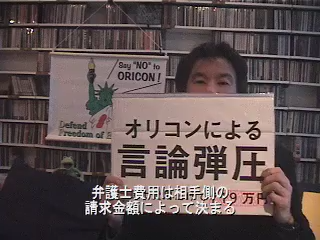 Say "NO" to
ORICON !
Defend
Freedom of
オリコンによる
言論弾圧
9万円
弁護士費用は相手側の
請求金額によって決まる